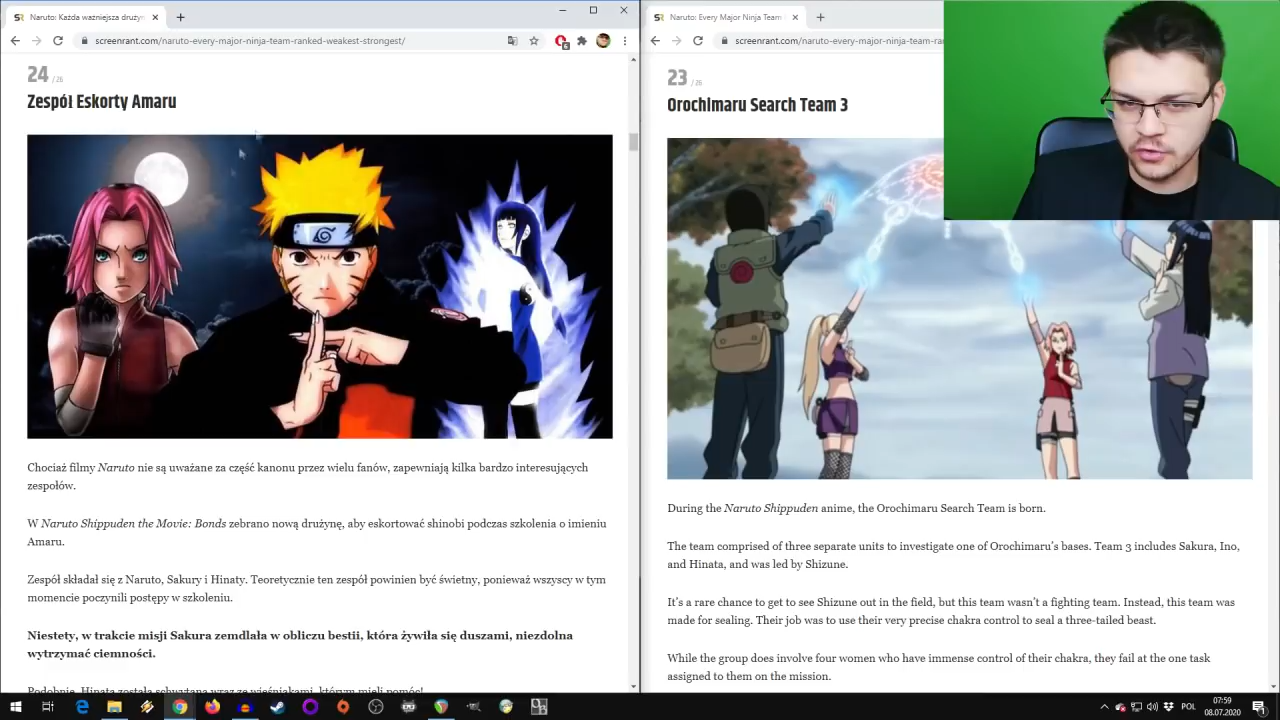 Naruto: Każda ważniejsza drużyn
screenrant.com/naruto-every-major-ninja-team-ranked-weakest-strongest/
24 / 26
Zespół Eskorty Amaru
Chociaż filmy Naruto nie są uważane za część kanonu przez wielu fanów, zapewniają kilka bardzo interesujących
zespołów.
W Naruto Shippuden the Movie: Bonds zebrano nową drużynę, aby eskortować shinobi podczas szkolenia o imieniu
Amaru.
Zespół składał się z Naruto, Sakury i Hinaty. Teoretycznie ten zespół powinien być świetny, ponieważ wszyscy w tym
momencie poczynili postępy w szkoleniu.
Niestety, w trakcie misji Sakura zemdlała w obliczu bestii, która żywiła się duszami, niezdolna
wytrzymać ciemności.
Podobnie, Hinata została schwytana wraz ze wieśniakami, którym mieli pomóc!
Naruto: Every Major Ninja Team
screenrant.com/naruto-every-major-ninja-team-ra
23 / 26
Orochimaru Search Team 3
During the Naruto Shippuden anime, the Orochimaru Search Team is born.
The team comprised of three separate units to investigate one of Orochimaru's bases. Team 3 includes Sakura, Ino,
and Hinata, and was led by Shizune.
It's a rare chance to get to see Shizune out in the field, but this team wasn't a fighting team. Instead, this team was
made for sealing. Their job was to use their very precise chakra control to seal a three-tailed beast.
While the group does involve four women who have immense control of their chakra, they fail at the one task
assigned to them on the mission.
POL
07:59
08.07.2020